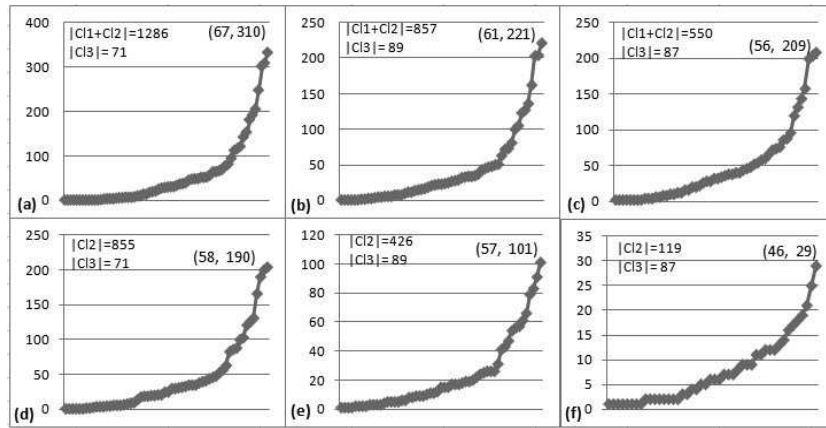 400
300
200
100
0
|Cl1+Cl2|=1286
|Cl3|= 71
(67,310)
(a)
250
200
150
100
50
0
|Cl1+Cl2|=857
|Cl3|= 89
(61,221)
(b)
250
200
150
100
50
0
|Cl1+Cl2|=550
|Cl3|= 87
(56, 209)
(c)
250
200
150
100
50
0
|Cl2|=855
|Cl3|= 71
(58, 190)
(d)
120
100
80
60
40
20
0
|Cl2|=426
|Cl3|= 89
(57, 101)
(e)
35
30
25
20
15
10
5
0
|Cl2|=119
|Cl3|= 87
(46, 29)
(f)